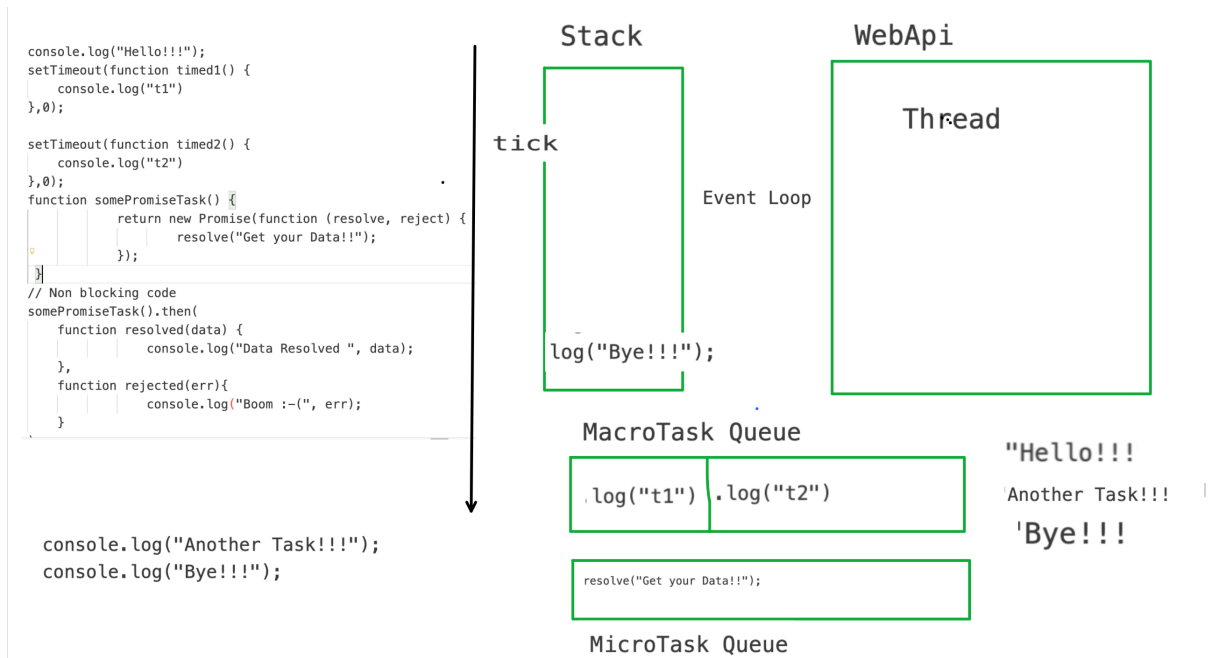 console.log("Hello!!!");
setTimeout(function timed1() {
console.log("t1")
},0);
setTimeout(function timed2() {
console.log("t2")
},0);
function somePromiseTask() {
return new Promise(function (resolve, reject) {
resolve("Get your Data!!");
});
}
// Non blocking code
somePromiseTask().then(
function resolved(data) {
console.log("Data Resolved ", data);
},
function rejected(err){
console.log("Boom :-(", err);
}
console.log("Another Task!!!");
console.log("Bye!!!");
Stack
tick
log("Bye!!!");
Event Loop
WebApi
Thread
MacroTask Queue
.log("t1")
.log("t2")
resolve("Get your Data!!");
MicroTask Queue
"Hello!!!
'Another Task!!!
'Bye!!!